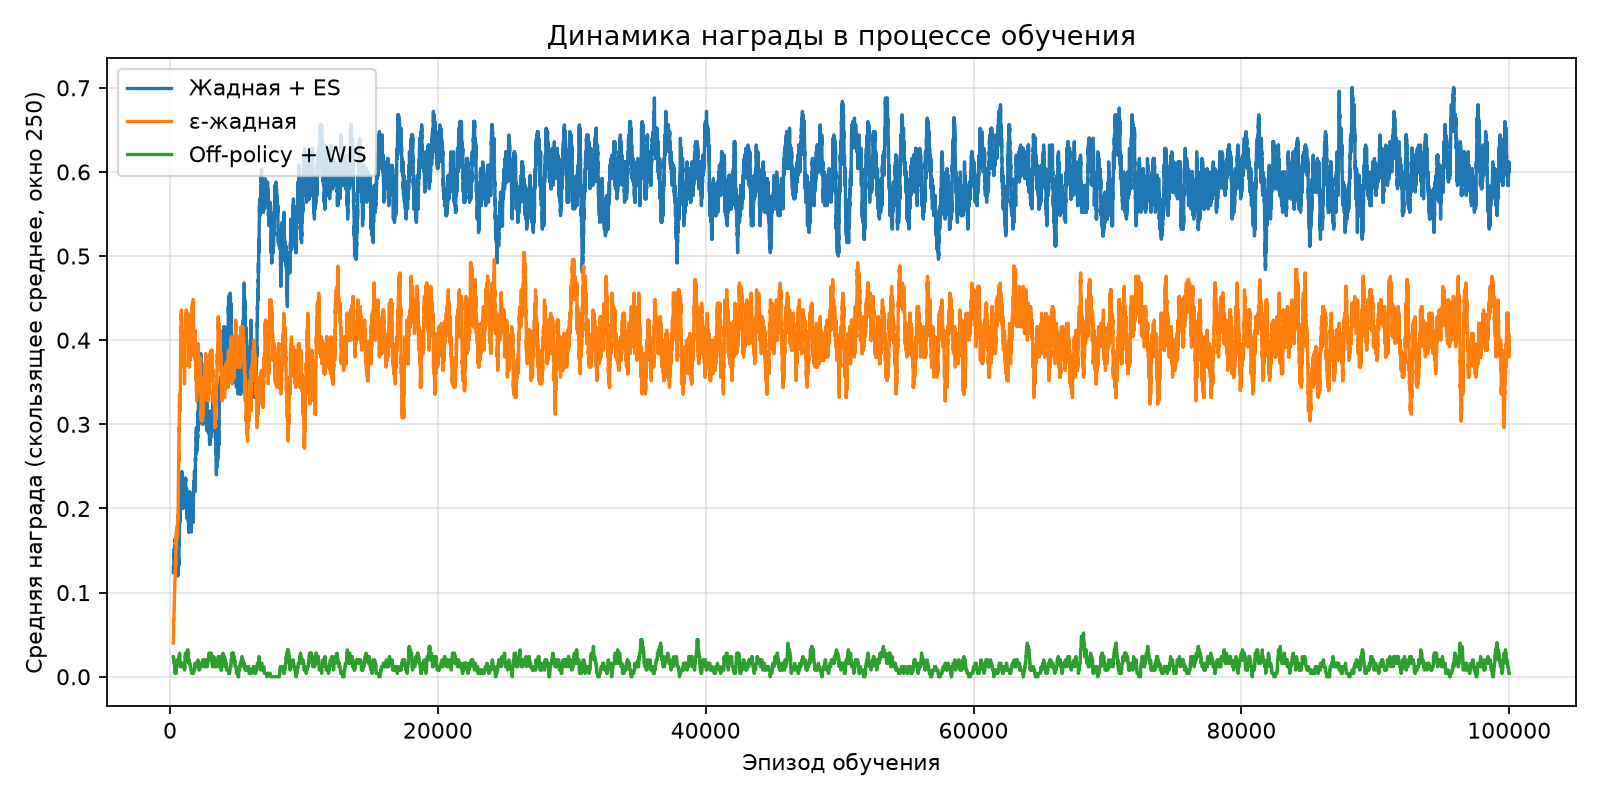 Динамика награды в процессе обучения
Средняя награда (скользящее среднее, окно 250)
0.7
0.6
0.5
0.4
0.3
0.2
0.1
0.0
Жадная + ES
ε-жадная
Off-policy + WIS
0
20000
40000
60000
80000
100000
Эпизод обучения